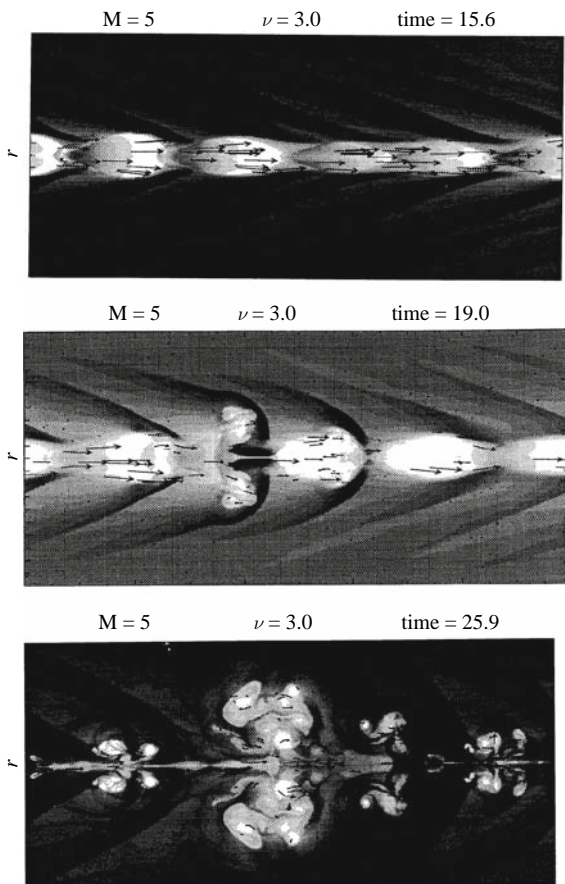 M = 5 ν = 3.0 time = 15.6
r
M = 5 ν = 3.0 time = 19.0
r
M = 5 ν = 3.0 time = 25.9
r